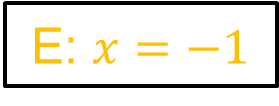 E: x = −1